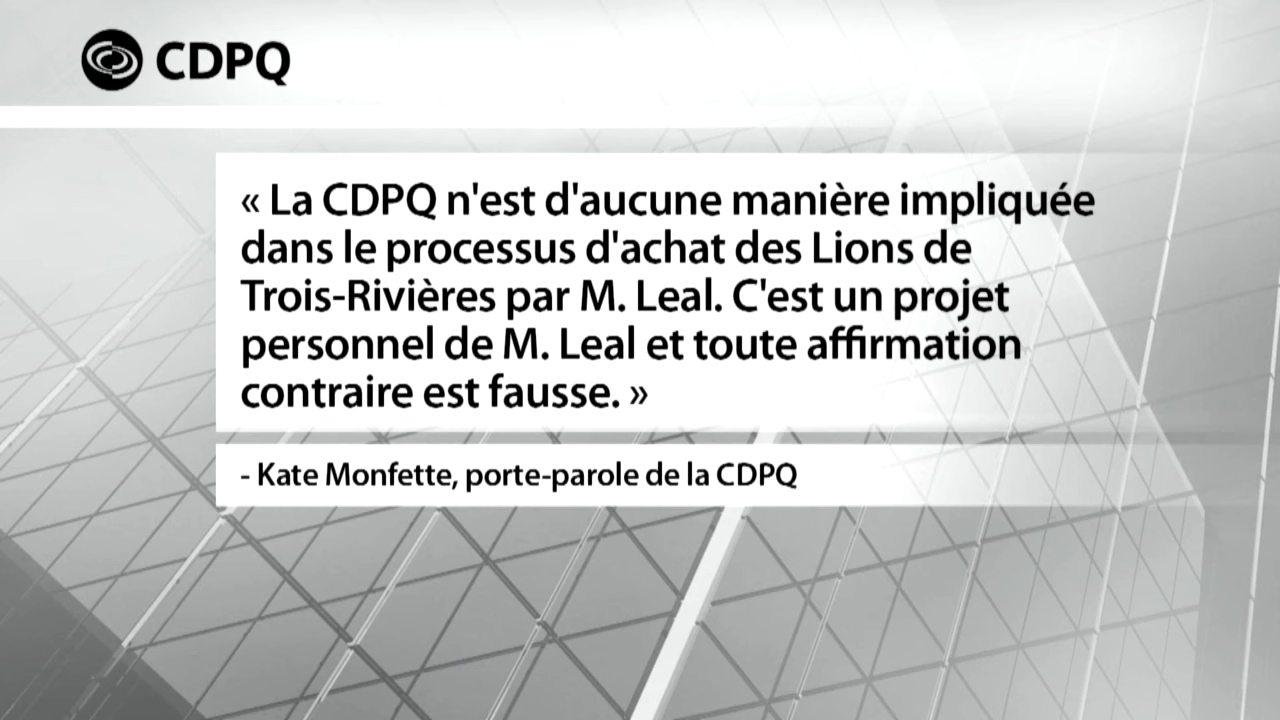 CDPQ
« La CDPQ n'est d'aucune manière impliquée
dans le processus d'achat des Lions de
Trois-Rivières par M. Leal. C'est un projet
personnel de M. Leal et toute affirmation
contraire est fausse. »
- Kate Monfette, porte-parole de la CDPQ